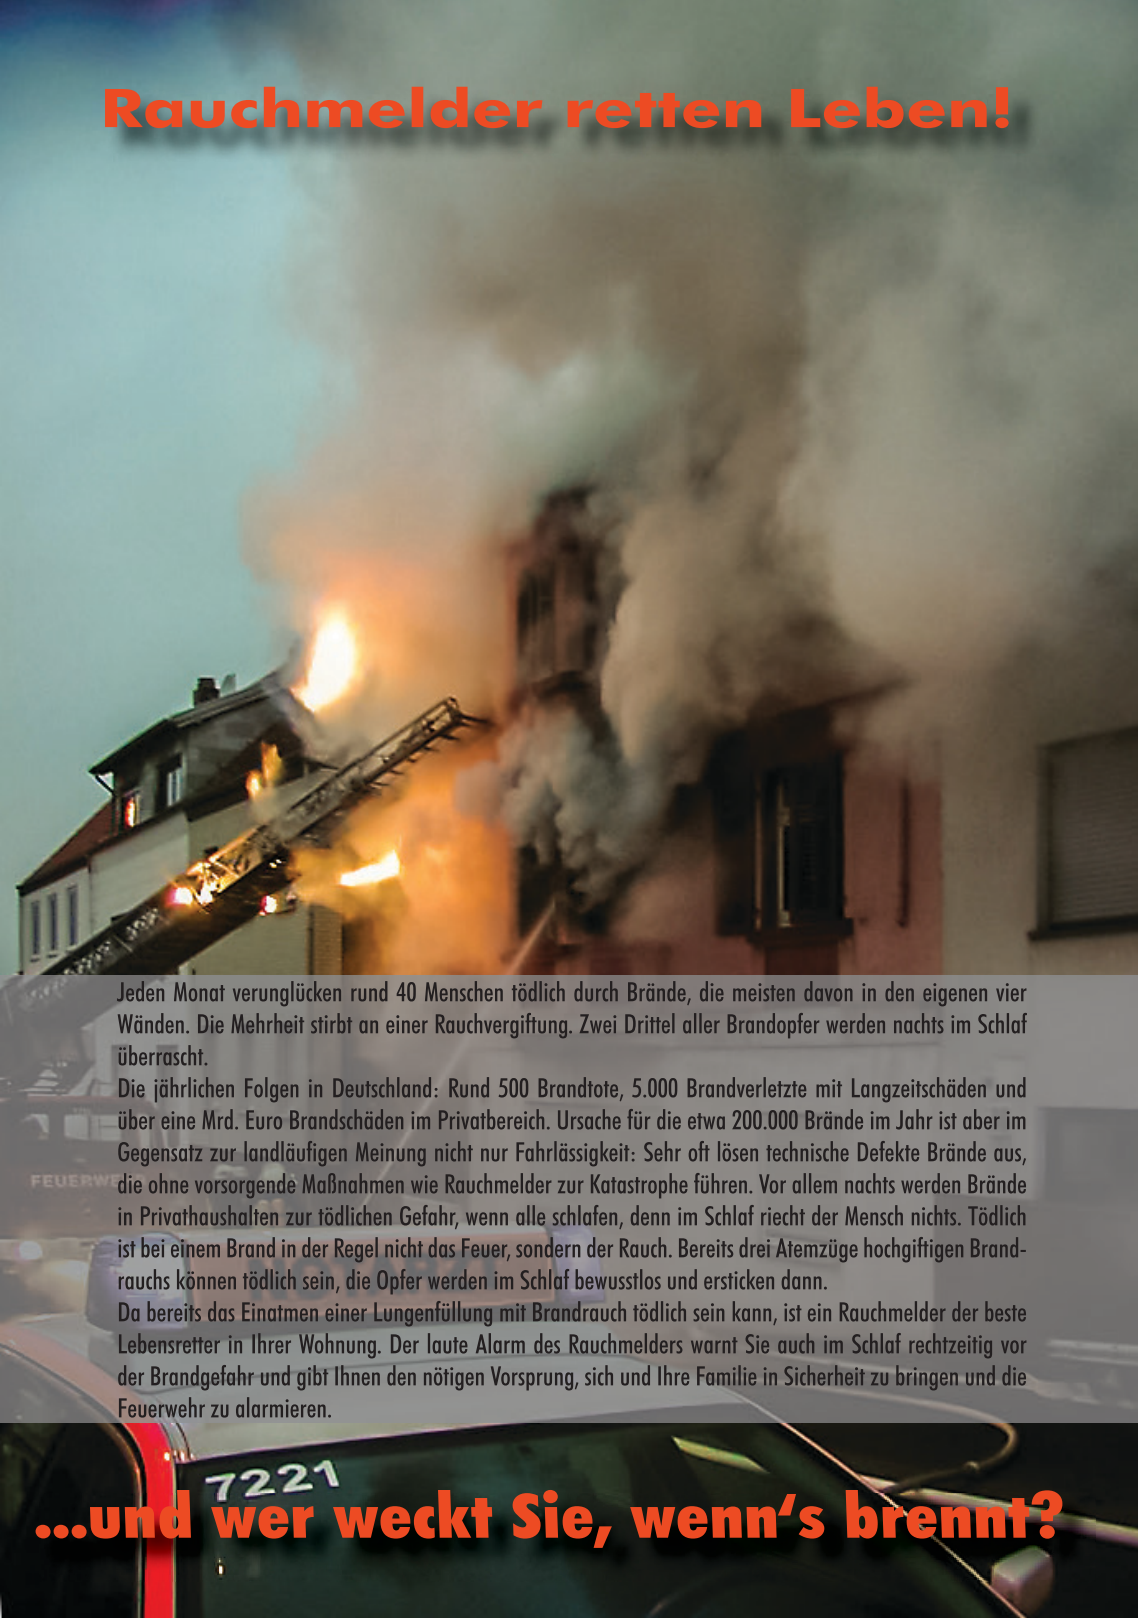 Rauchmelder retten Leben!
Jeden Monat verunglücken rund 40 Menschen tödlich durch Brände, die meisten davon in den eigenen vier
Wänden. Die Mehrheit stirbt an einer Rauchvergiftung. Zwei Drittel aller Brandopfer werden nachts im Schlaf
überrascht.
Die jährlichen Folgen in Deutschland: Rund 500 Brandtote, 5.000 Brandverletzte mit Langzeitschäden und
über eine Mrd. Euro Brandschäden im Privatbereich. Ursache für die etwa 200.000 Brände im Jahr ist aber im
Gegensatz zur landläufigen Meinung nicht nur Fahrlässigkeit: Sehr oft lösen technische Defekte Brände aus,
die ohne vorsorgende Maßnahmen wie Rauchmelder zur Katastrophe führen. Vor allem nachts werden Brände
in Privathaushalten zur tödlichen Gefahr, wenn alle schlafen, denn im Schlaf riecht der Mensch nichts. Tödlich
ist bei einem Brand in der Regel nicht das Feuer, sondern der Rauch. Bereits drei Atemzüge hochgiftigen Brand-
rauchs können tödlich sein, die Opfer werden im Schlaf bewusstlos und ersticken dann.
Da bereits das Einatmen einer Lungenfüllung mit Brandrauch tödlich sein kann, ist ein Rauchmelder der beste
Lebensretter in Ihrer Wohnung. Der laute Alarm des Rauchmelders warnt Sie auch im Schlaf rechtzeitig vor
der Brandgefahr und gibt Ihnen den nötigen Vorsprung, sich und Ihre Familie in Sicherheit zu bringen und die
Feuerwehr zu alarmieren.
NOTARZT
7221
...und wer weckt Sie, wenn‘s brennt?